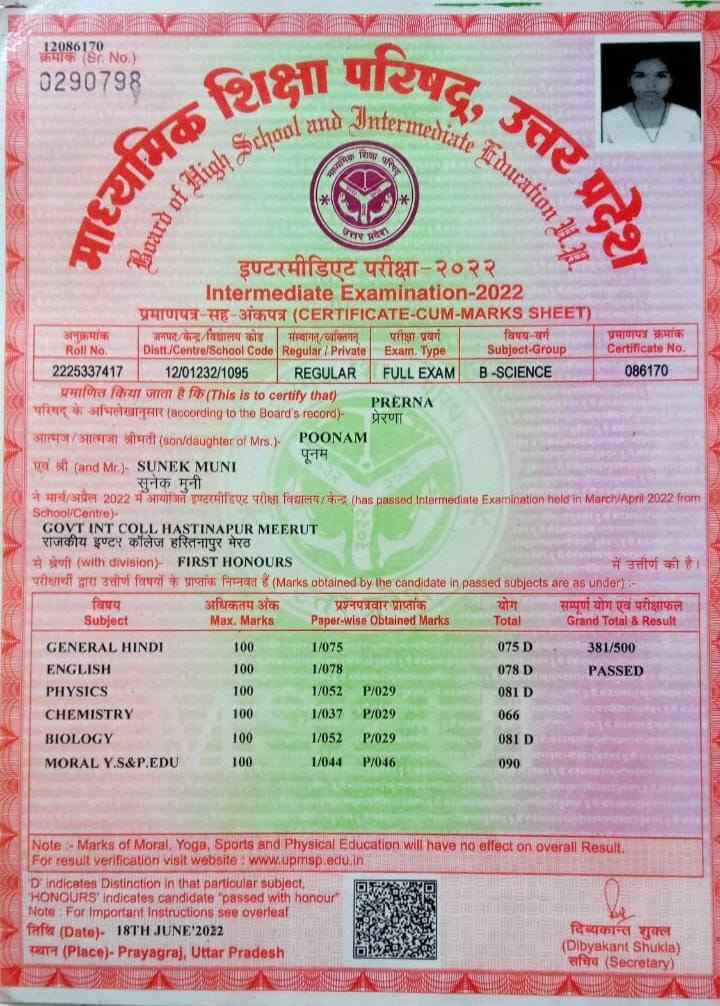 12086170
क्रमांक (Sr. No.)
0290798
माध्यमिक शिक्षा परिषद्, उत्तर प्रदेश
Board of High School and Intermediate Education U.P.
माध्यमिक शिक्षा परिषद्
उत्तर प्रदेश
इण्टरमीडिएट परीक्षा-२०२२
Intermediate Examination-2022
प्रमाणपत्र-सह-अंकपत्र (CERTIFICATE-CUM-MARKS SHEET)
अनुक्रमांक जनपद/केन्द्र/विद्यालय कोड संस्थागत/व्यक्तिगत परीक्षा प्रवर्ग विषय-वर्ग प्रमाणपत्र क्रमांक
Roll No. Distt./Centre/School Code Regular / Private Exam. Type Subject-Group Certificate No.
2225337417 12/01232/1095 REGULAR FULL EXAM B -SCIENCE 086170
प्रमाणित किया जाता है कि (This is to certify that)
PRERNA
परिषद् के अभिलेखानुसार (according to the Board's record)- प्रेरणा
आत्मज/आत्मजा श्रीमती (son/daughter of Mrs.)- POONAM
पूनम
एवं श्री (and Mr.)- SUNEK MUNI
सुनेक मुनी
ने मार्च/अप्रैल 2022 में आयोजित इण्टरमीडिएट परीक्षा विद्यालय/केन्द्र (has passed Intermediate Examination held in March/April 2022 from
School/Centre)-
GOVT INT COLL HASTINAPUR MEERUT
राजकीय इण्टर कॉलेज हस्तिनापुर मेरठ
से श्रेणी (with division)- FIRST HONOURS में उत्तीर्ण की है।
परीक्षार्थी द्वारा उत्तीर्ण विषयों के प्राप्तांक निम्नवत हैं (Marks obtained by the candidate in passed subjects are as under) :-
विषय अधिकतम अंक प्रश्नपत्रवार प्राप्तांक योग सम्पूर्ण योग एवं परीक्षाफल
Subject Max. Marks Paper-wise Obtained Marks Total Grand Total & Result
GENERAL HINDI 100 1/075 075 D 381/500
ENGLISH 100 1/078 078 D PASSED
PHYSICS 100 1/052 P/029 081 D
CHEMISTRY 100 1/037 P/029 066
BIOLOGY 100 1/052 P/029 081 D
MORAL Y.S&P.EDU 100 1/044 P/046 090
Note :- Marks of Moral, Yoga, Sports and Physical Education will have no effect on overall Result.
For result verification visit website : www.upmsp.edu.in
'D' indicates Distinction in that particular subject,
'HONOURS' indicates candidate "passed with honour"
Note : For Important Instructions see overleaf
तिथि (Date)- 18TH JUNE'2022
स्थान (Place)- Prayagraj, Uttar Pradesh
दिब्यकान्त शुक्ल
(Dibyakant Shukla)
सचिव (Secretary)